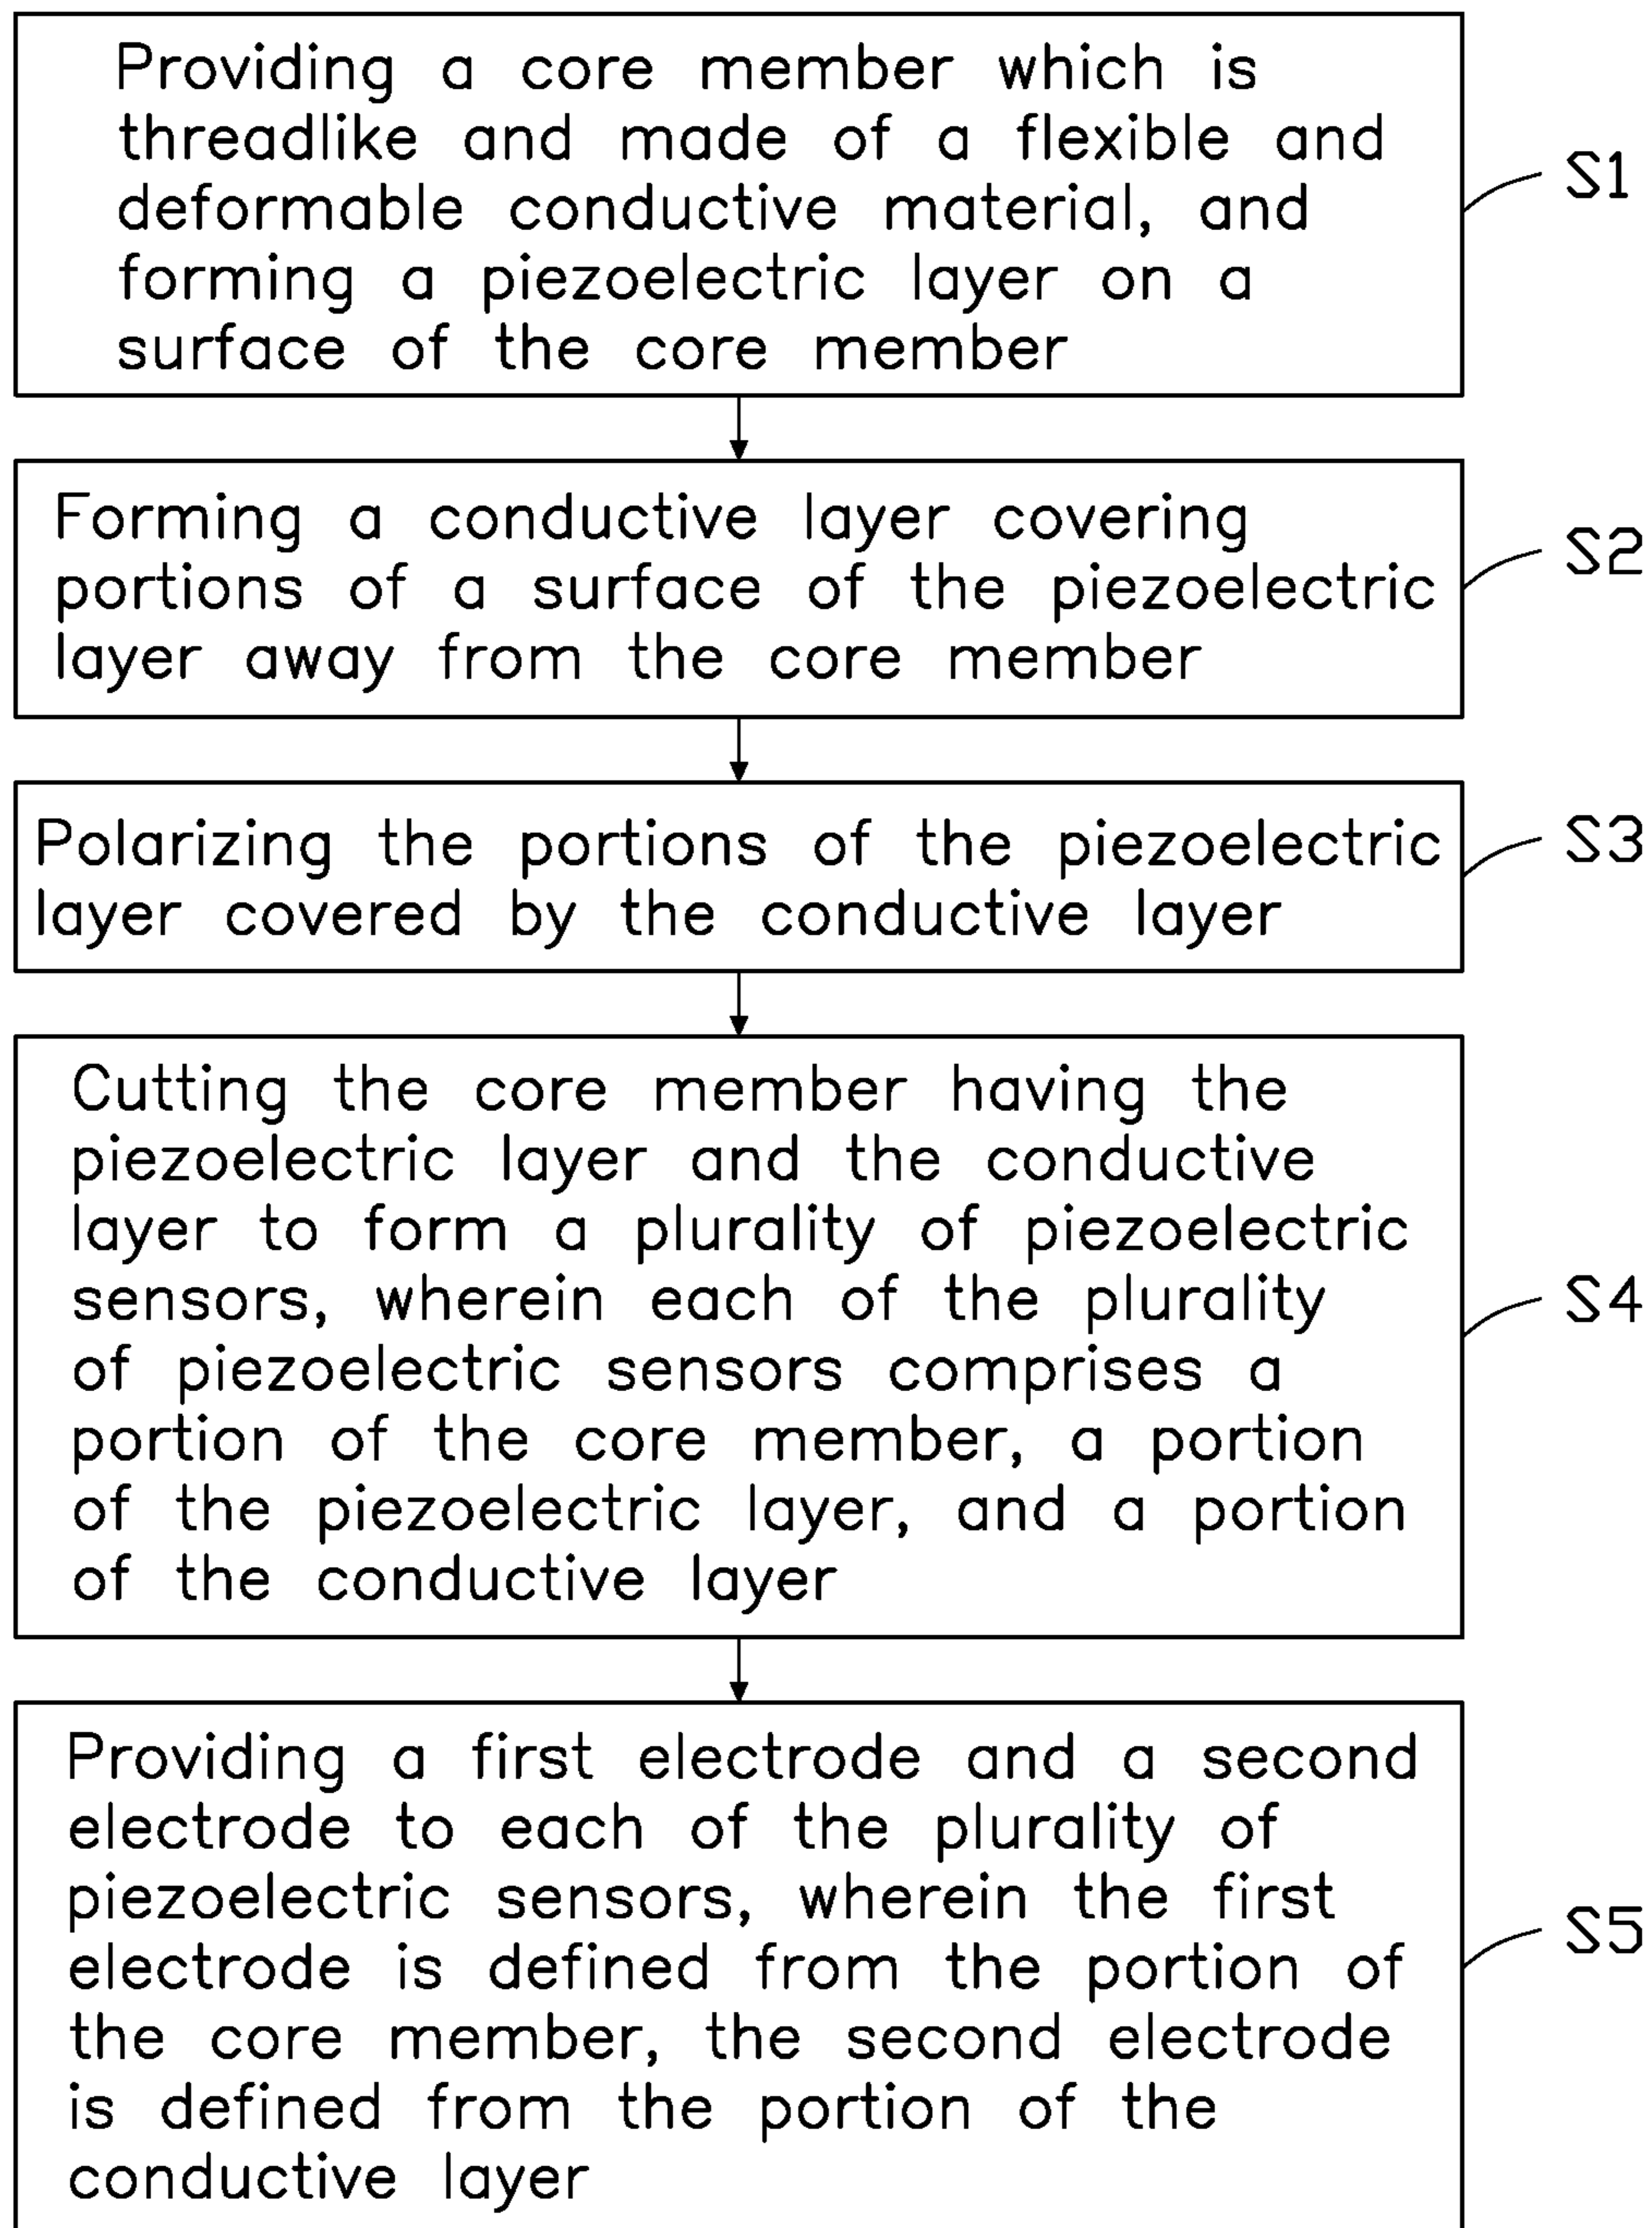 Providing a core member which is
threadlike and made of a flexible and
deformable conductive material, and
forming a piezoelectric layer on a
surface of the core member
S1
Forming a conductive layer covering
portions of a surface of the piezoelectric
layer away from the core member
S2
Polarizing the portions of the piezoelectric
layer covered by the conductive layer
S3
Cutting the core member having the
piezoelectric layer and the conductive
layer to form a plurality of piezoelectric
sensors, wherein each of the plurality
of piezoelectric sensors comprises a
portion of the core member, a portion
of the piezoelectric layer, and a portion
of the conductive layer
S4
Providing a first electrode and a second
electrode to each of the plurality of
piezoelectric sensors, wherein the first
electrode is defined from the portion of
the core member, the second electrode
is defined from the portion of the
conductive layer
S5